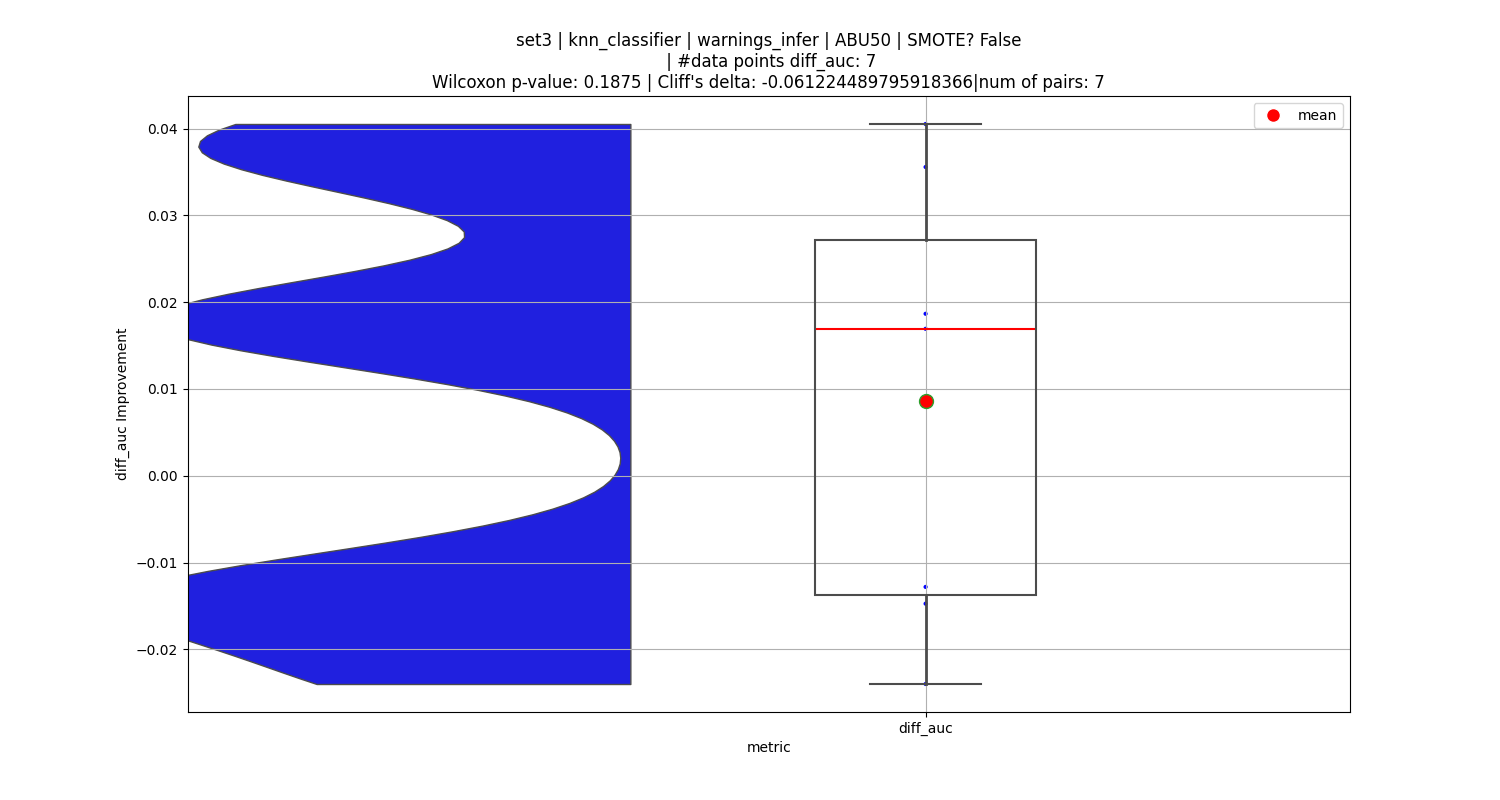 set3 | knn_classifier | warnings_infer | ABU50 | SMOTE? False
| #data points diff_auc: 7
Wilcoxon p-value: 0.1875 | Cliff's delta: -0.061224489795918366|num of pairs: 7
mean
0.04
0.03
0.02
0.01
0.00
−0.01
−0.02
diff_auc Improvement
diff_auc
metric